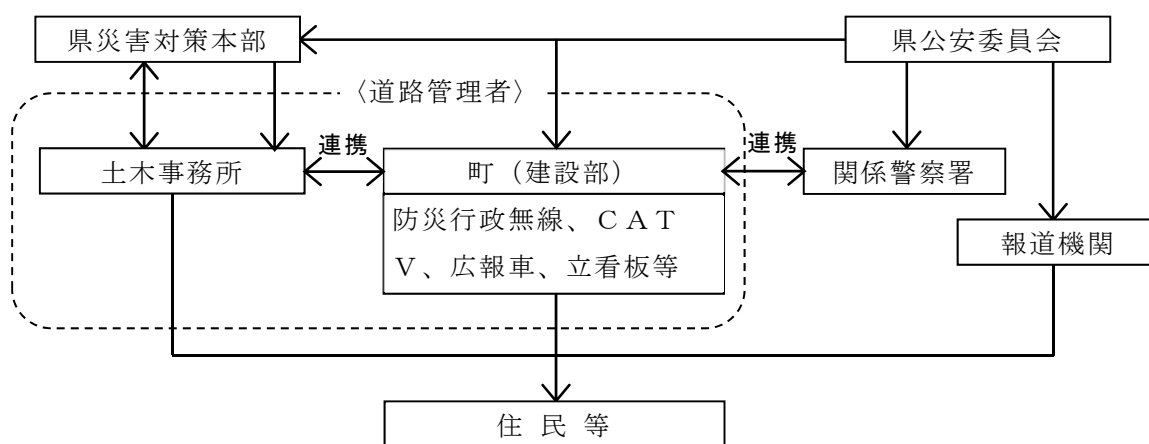 県災害対策本部
県公安委員会
〈道路管理者〉
連携
連携
土木事務所
町（建設部）
関係警察署
防災行政無線、ＣＡＴ
Ｖ、広報車、立看板等
報道機関
住 民 等